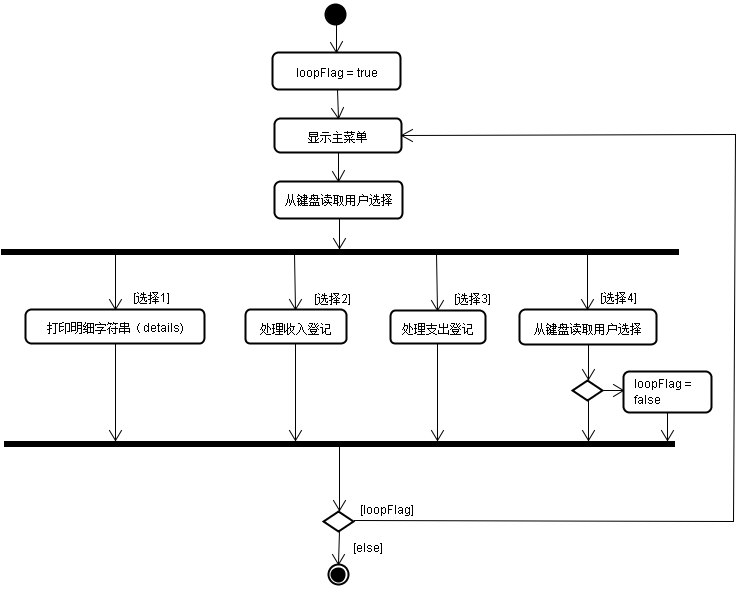 loopFlag = true
显示主菜单
从键盘读取用户选择
[选择1]
[选择2]
[选择3]
[选择4]
打印明细字符串（details)
处理收入登记
处理支出登记
从键盘读取用户选择
loopFlag =
false
[loopFlag]
[else]